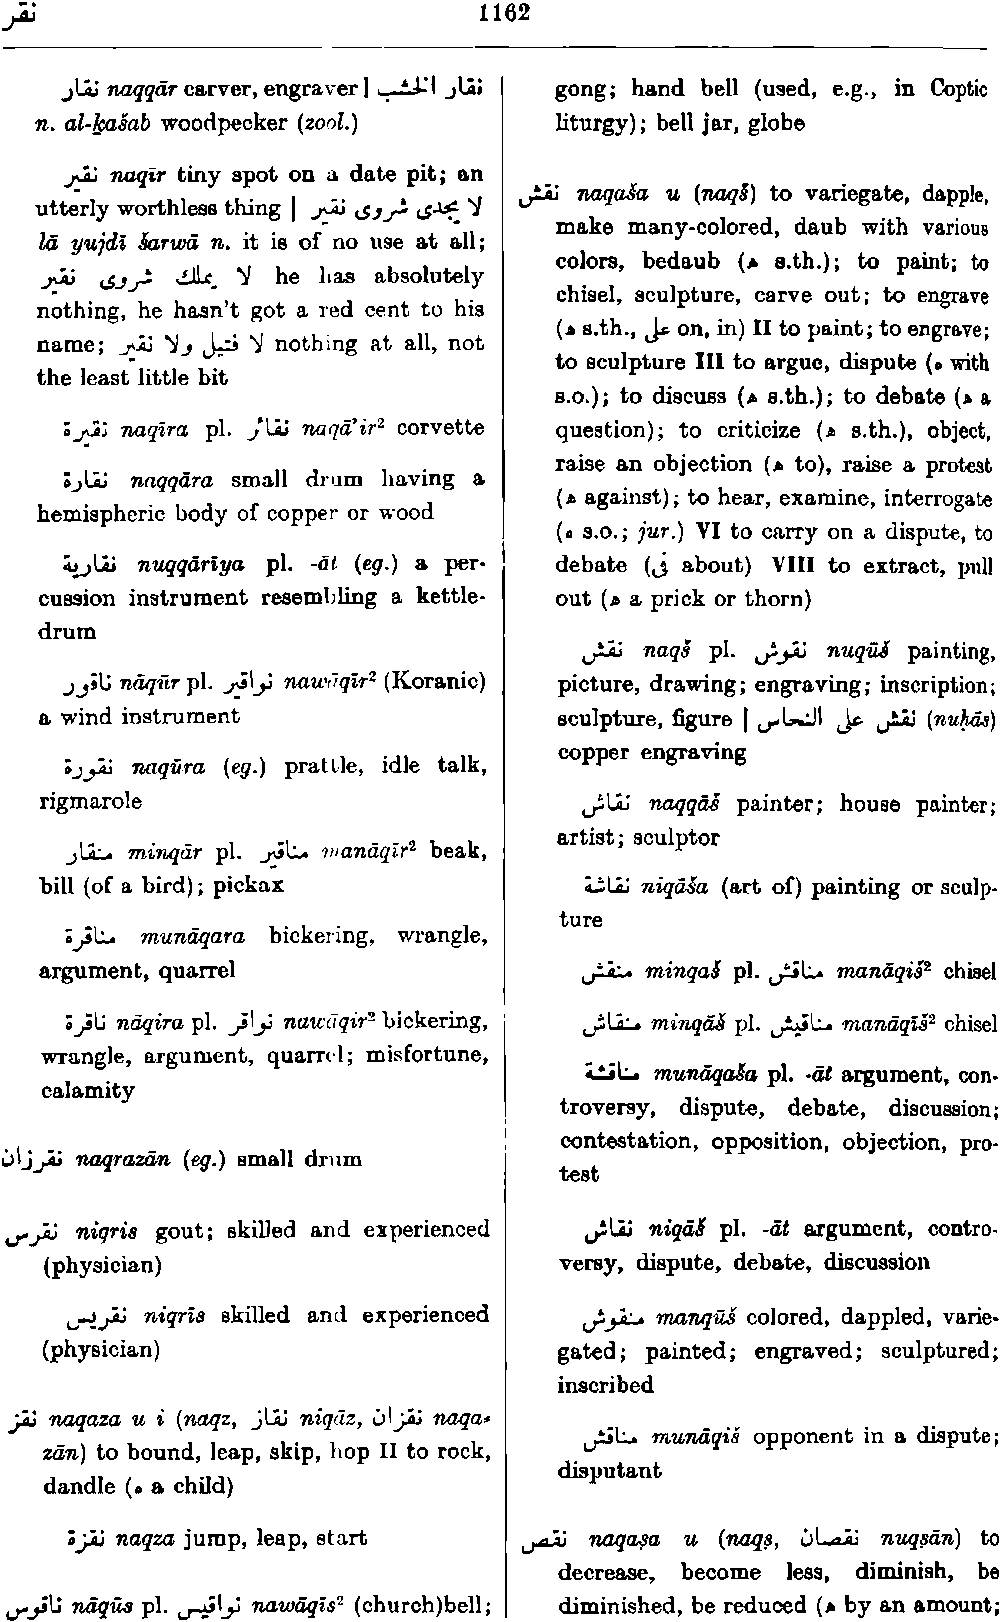 نقر
1162
نقار naqqār carver, engraver | نقار الخشب
n. al-ḵašab woodpecker (zool.)
نقير naqīr tiny spot on a date pit; an
utterly worthless thing | لا يجدى شروى نقير
lā yujdī šarwā n. it is of no use at all;
لا يملك شروى نقير he has absolutely
nothing, he hasn't got a red cent to his
name; لا فتيل ولا نقير nothing at all, not
the least little bit
نقيرة naqīra pl. نقائر naqā'ir² corvette
نقارة naqqāra small drum having a
hemispheric body of copper or wood
نقارية nuqqārīya pl. -āt (eg.) a per-
cussion instrument resembling a kettle-
drum
ناقور nāqūr pl. نواقير nawāqīr² (Koranic)
a wind instrument
نقورة naqūra (eg.) prattle, idle talk,
rigmarole
منقار minqār pl. مناقير manāqīr² beak,
bill (of a bird); pickax
مناقرة munāqara bickering, wrangle,
argument, quarrel
ناقرة nāqira pl. نواقر nawāqir² bickering,
wrangle, argument, quarrel; misfortune,
calamity
نقرزان naqrazān (eg.) small drum
نقرس niqris gout; skilled and experienced
(physician)
نقريس niqrīs skilled and experienced
(physician)
نقز naqaza u i (naqz, نقاز niqāz, نقزان naqa-
zān) to bound, leap, skip, hop II to rock,
dandle (ه a child)
نقزة naqza jump, leap, start
ناقوس nāqūs pl. نواقيس nawāqīs² (church)bell;
gong; hand bell (used, e.g., in Coptic
liturgy); bell jar, globe
نقش naqaša u (naqš) to variegate, dapple,
make many-colored, daub with various
colors, bedaub (ﻫ s.th.); to paint; to
chisel, sculpture, carve out; to engrave
(ﻫ s.th., على on, in) II to paint; to engrave;
to sculpture III to argue, dispute (ه with
s.o.); to discuss (ﻫ s.th.); to debate (ﻫ a
question); to criticize (ﻫ s.th.), object,
raise an objection (ﻫ to), raise a protest
(ﻫ against); to hear, examine, interrogate
(ه s.o.; jur.) VI to carry on a dispute, to
debate (فى about) VIII to extract, pull
out (ﻫ a prick or thorn)
نقش naqš pl. نقوش nuqūš painting,
picture, drawing; engraving; inscription;
sculpture, figure | نقش على النحاس (nuḥās)
copper engraving
نقاش naqqāš painter; house painter;
artist; sculptor
نقاشة niqāša (art of) painting or sculp-
ture
منقش minqaš pl. مناقش manāqiš² chisel
منقاش minqāš pl. مناقيش manāqīš² chisel
مناقشة munāqaša pl. -āt argument, con-
troversy, dispute, debate, discussion;
contestation, opposition, objection, pro-
test
نقاش niqāš pl. -āt argument, contro-
versy, dispute, debate, discussion
منقوش manqūš colored, dappled, varie-
gated; painted; engraved; sculptured;
inscribed
مناقش munāqiš opponent in a dispute;
disputant
نقص naqaṣa u (naqṣ, نقصان nuqṣān) to
decrease, become less, diminish, be
diminished, be reduced (ﻫ by an amount;